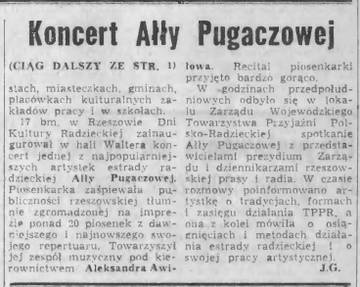 Koncert Ałły Pugaczowej
(CIĄG DALSZY ZE STR. 1)
stach, miasteczkach, gminach,
placówkach kulturalnych za-
kładów pracy i w szkołach.
17 bm. w Rzeszowie Dni
Kultury Radzieckiej zainau-
gurował w hali Waltera kon-
cert jednej z najpopularniej-
szych artystek estrady ra-
dzieckiej Ałły Pugaczowej.
Piosenkarka zaśpiewała pu-
bliczności rzeszowskiej tłum-
nie zgromadzonej na impre-
zie ponad 20 piosenek z daw-
niejszego i najnowszego swo-
jego repertuaru. Towarzyszył
jej zespół muzyczny pod kie-
rownictwem Aleksandra Awi-
łowa. Recital piosenkarki
przyjęto bardzo gorąco.
W godzinach przedpołud-
niowych odbyło się w loka-
lu Zarządu Wojewódzkiego
Towarzystwa Przyjaźni Pol-
sko-Radzieckiej spotkanie
Ałły Pugaczowej z przedsta-
wicielami prezydium Zarzą-
du i dziennikarzami rzeszow-
skiej prasy i radia. W czasie
rozmowy poinformowano ar-
tystkę o tradycjach, formach
i zasięgu działania TPPR, a
ona z kolei mówiła o osią-
gnięciach i metodach działa-
nia estrady radzieckiej i o
swojej pracy artystycznej.
J.G.